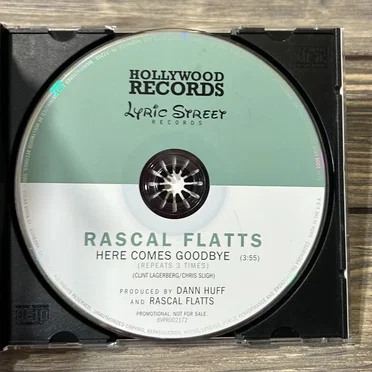 HOLLYWOOD
RECORDS
Lyric Street
RECORDS
RASCAL FLATTS
HERE COMES GOODBYE (3:55)
(REPEATS 3 TIMES)
(CLINT LAGERBERG/CHRIS SLIGH)
PRODUCED BY DANN HUFF
AND RASCAL FLATTS
PROMOTIONAL. NOT FOR SALE.